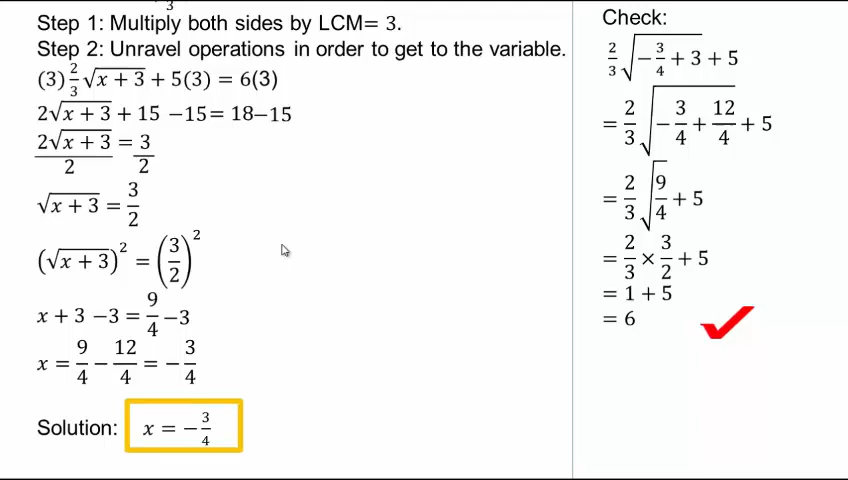 3
Step 1: Multiply both sides by LCM= 3.
Step 2: Unravel operations in order to get to the variable.
(3)2/3√(x + 3) + 5(3) = 6(3)
2√(x + 3) + 15 −15 = 18−15
2√(x + 3)/2 = 3/2
√(x + 3) = 3/2
(√(x + 3))² = (3/2)²
x + 3 −3 = 9/4 −3
x = 9/4 − 12/4 = −3/4
Solution: x = −3/4
Check:
2/3√(−3/4 + 3) + 5
= 2/3√(−3/4 + 12/4) + 5
= 2/3√(9/4) + 5
= 2/3 × 3/2 + 5
= 1 + 5
= 6